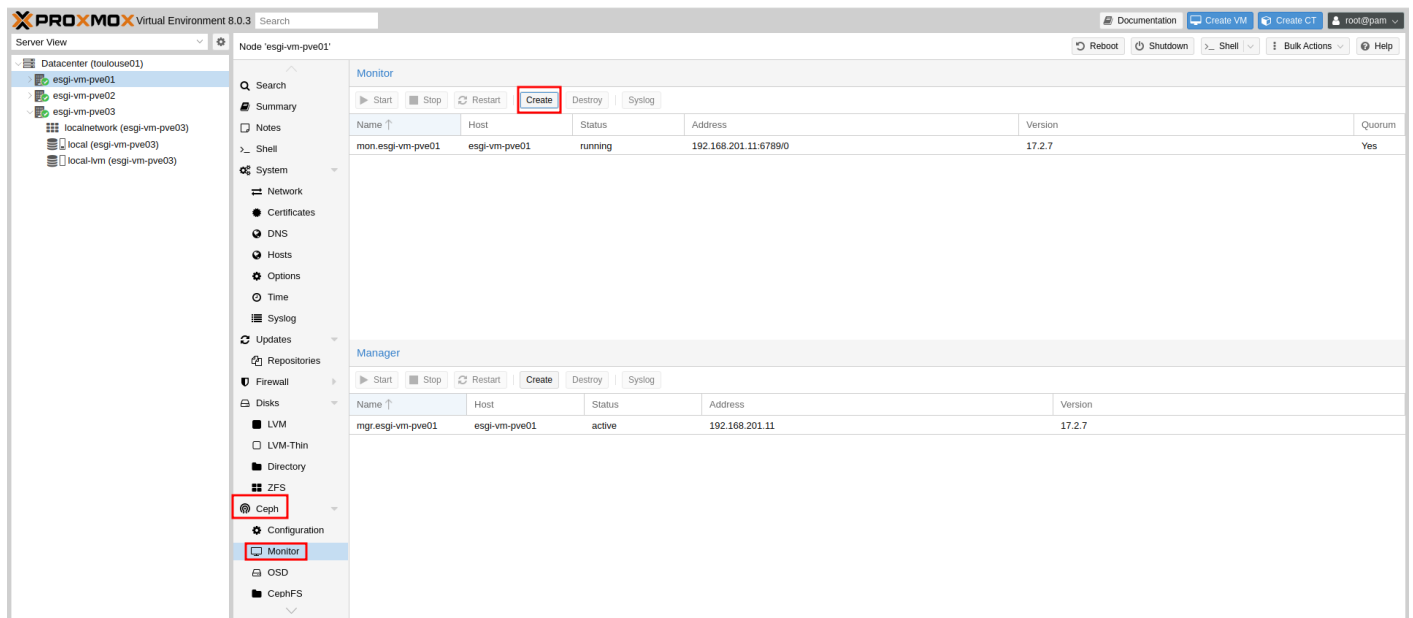 PROXMOX Virtual Environment 8.0.3 Search Documentation Create VM Create CT root@pam
Server View
Node 'esgi-vm-pve01' Reboot Shutdown >_ Shell Bulk Actions Help
Datacenter (toulouse01)
esgi-vm-pve01
esgi-vm-pve02
esgi-vm-pve03
localnetwork (esgi-vm-pve03)
local (esgi-vm-pve03)
local-lvm (esgi-vm-pve03)
Search
Summary
Notes
>_ Shell
System
Network
Certificates
DNS
Hosts
Options
Time
Syslog
Updates
Repositories
Firewall
Disks
LVM
LVM-Thin
Directory
ZFS
Ceph
Configuration
Monitor
OSD
CephFS
Monitor
Start Stop Restart Create Destroy Syslog
Name Host Status Address Version Quorum
mon.esgi-vm-pve01 esgi-vm-pve01 running 192.168.201.11:6789/0 17.2.7 Yes
Manager
Start Stop Restart Create Destroy Syslog
Name Host Status Address Version
mgr.esgi-vm-pve01 esgi-vm-pve01 active 192.168.201.11 17.2.7